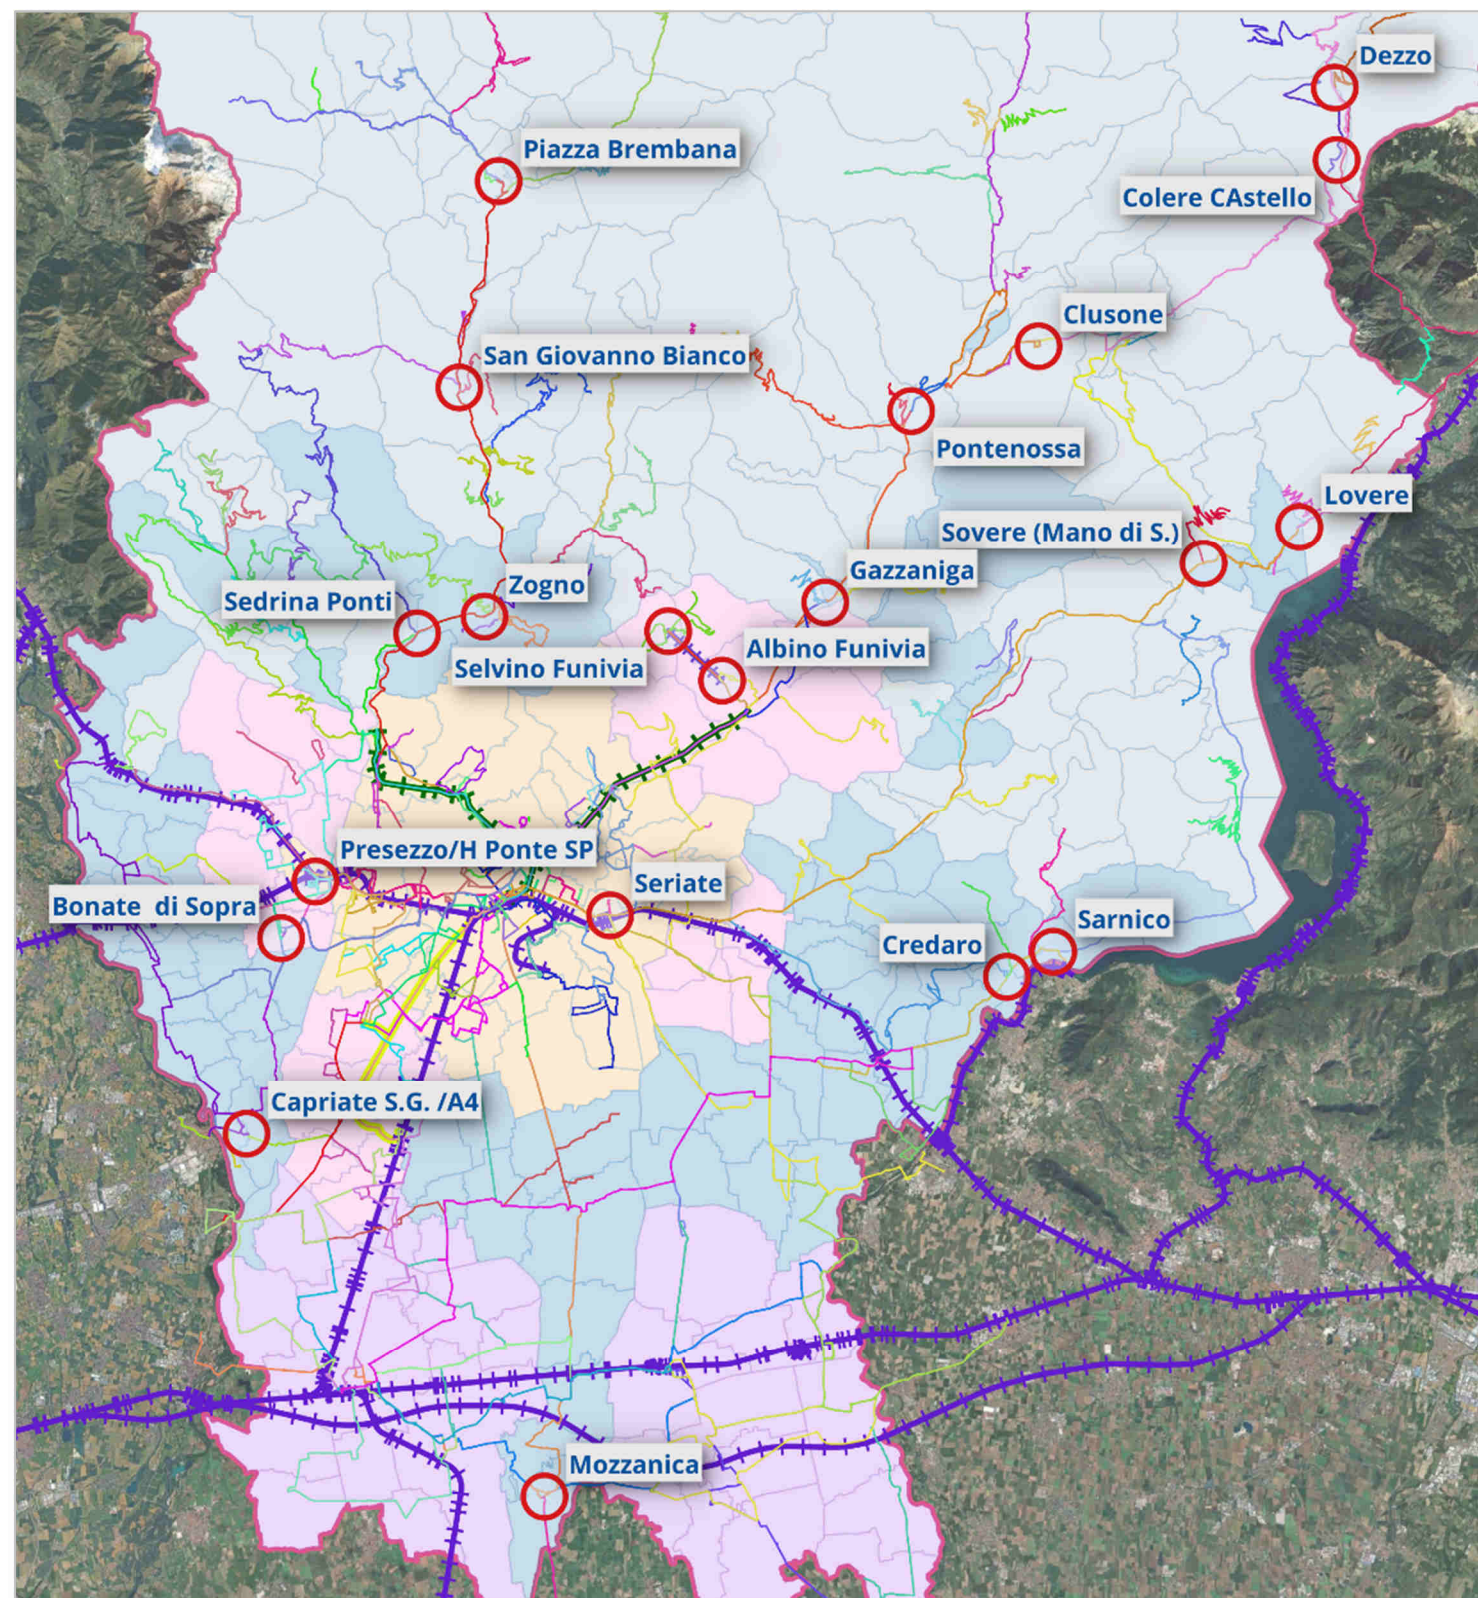 Dezzo
Piazza Brembana
Colere CAstello
Clusone
San Giovanno Bianco
Pontenossa
Lovere
Sovere (Mano di S.)
Gazzaniga
Zogno
Sedrina Ponti
Albino Funivia
Selvino Funivia
Presezzo/H Ponte SP
Seriate
Bonate  di Sopra
Sarnico
Credaro
Capriate S.G. /A4
Mozzanica